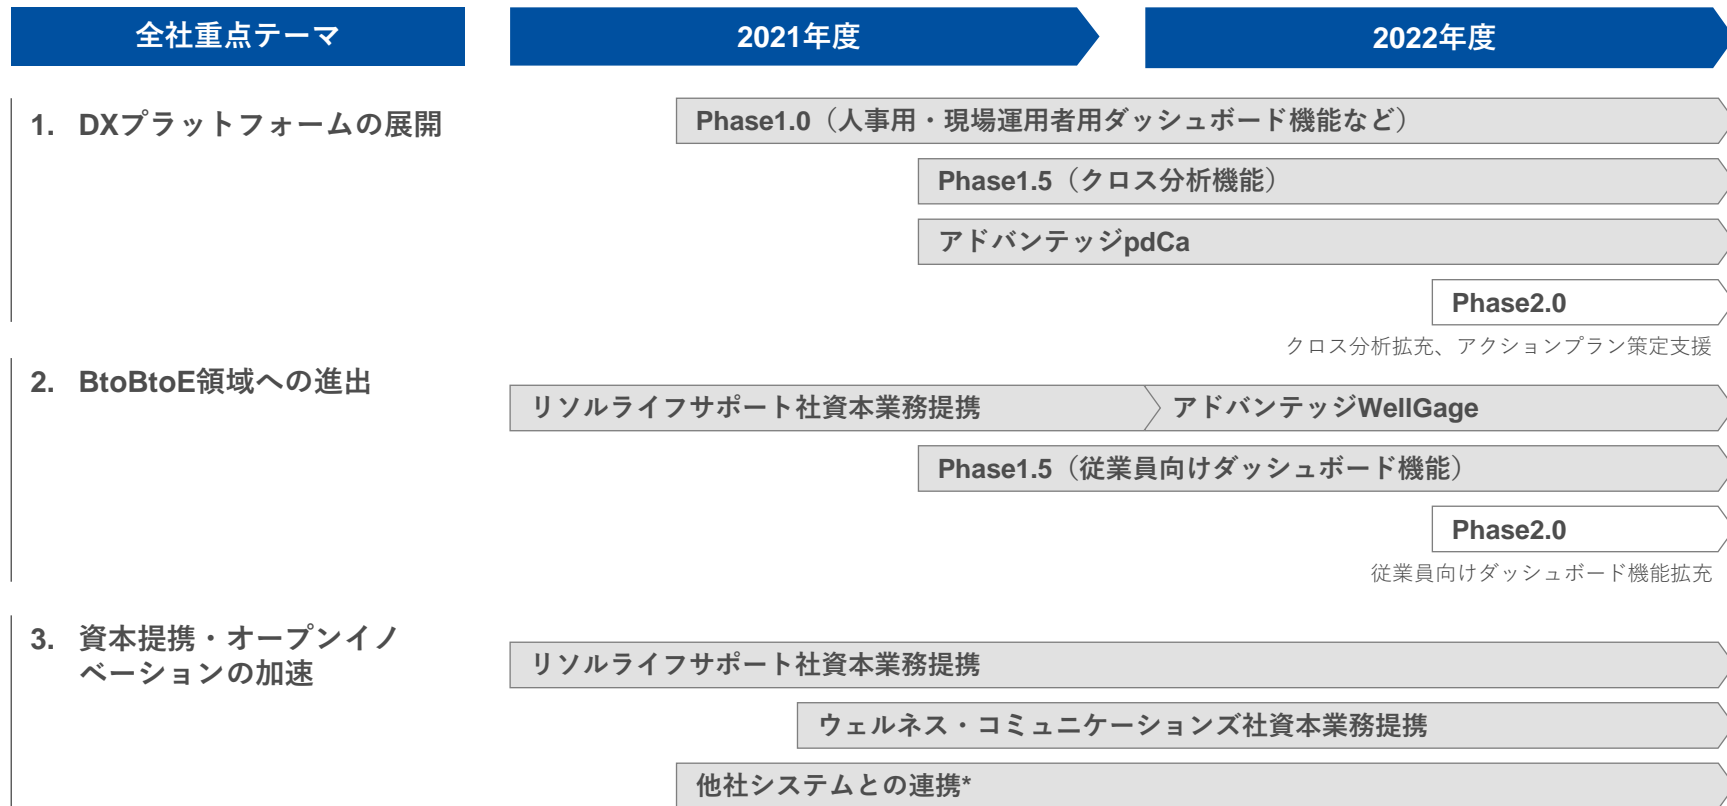 全社重点テーマ
2021年度
2022年度
1. DXプラットフォームの展開
Phase1.0（人事用・現場運用者用ダッシュボード機能など）
Phase1.5（クロス分析機能）
アドバンテッジpdCa
Phase2.0
クロス分析拡充、アクションプラン策定支援
2. BtoBtoE領域への進出
リソルライフサポート社資本業務提携
アドバンテッジWellGage
Phase1.5（従業員向けダッシュボード機能）
Phase2.0
従業員向けダッシュボード機能拡充
3. 資本提携・オープンイノ
ベーションの加速
リソルライフサポート社資本業務提携
ウェルネス・コミュニケーションズ社資本業務提携
他社システムとの連携*